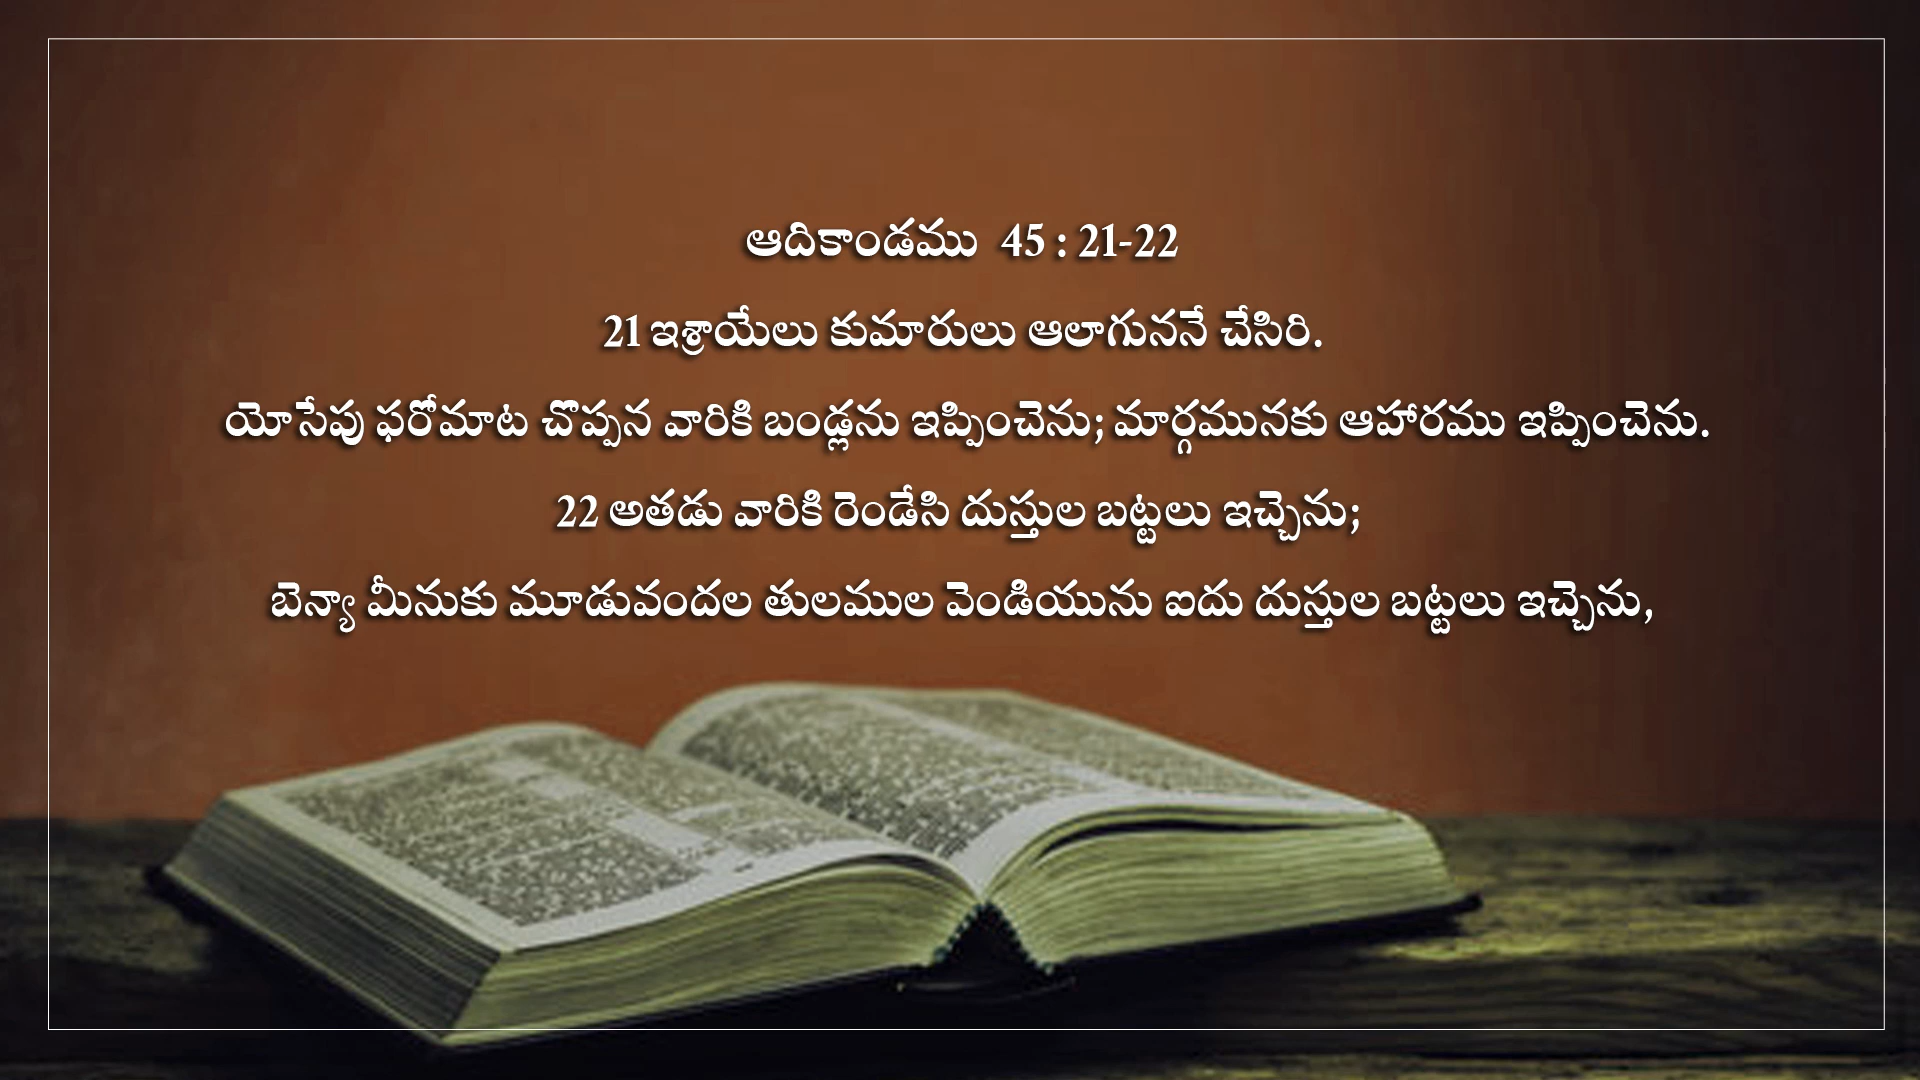 ఆదికాండము 45 : 21-22
21 ఇశ్రాయేలు కుమారులు ఆలాగుననే చేసిరి.
యోసేపు ఫరోమాట చొప్పన వారికి బండ్లను ఇప్పించెను; మార్గమునకు ఆహారము ఇప్పించెను.
22 అతడు వారికి రెండేసి దుస్తుల బట్టలు ఇచ్చెను;
బెన్యా మీనుకు మూడువందల తులముల వెండియును ఐదు దుస్తుల బట్టలు ఇచ్చెను,